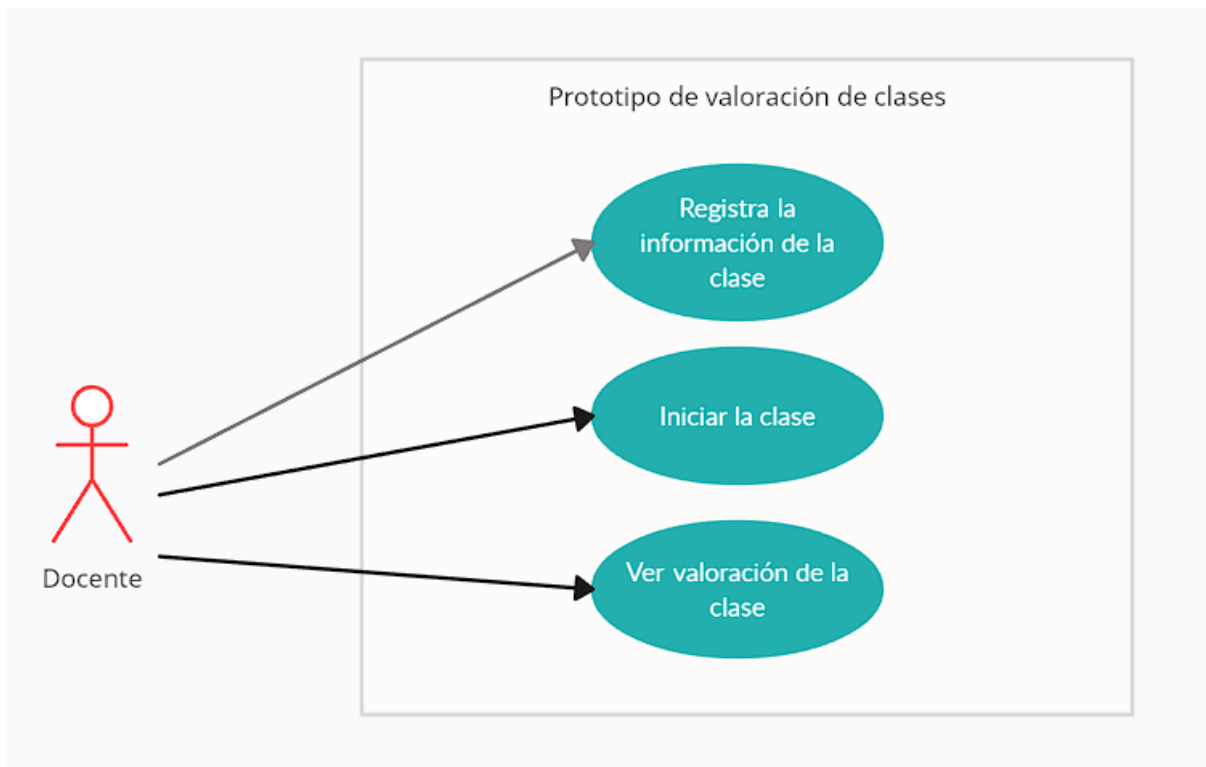 Prototipo de valoración de clases
Registra la
información de la
clase
Iniciar la clase
Ver valoración de la
clase
Docente